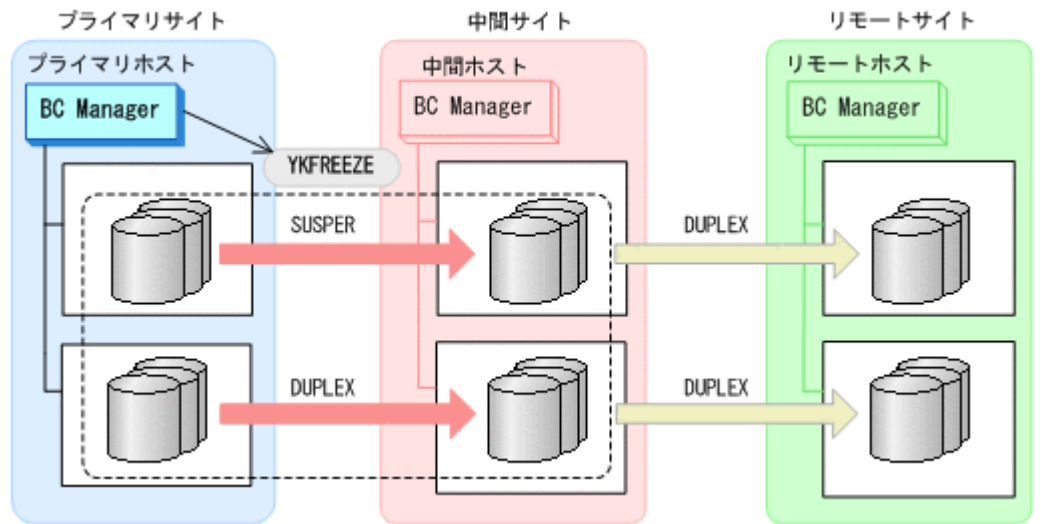 プライマリサイト
中間サイト
リモートサイト
プライマリホスト
中間ホスト
リモートホスト
BC Manager
BC Manager
BC Manager
YKFREEZE
SUSPER
DUPLEX
DUPLEX
DUPLEX